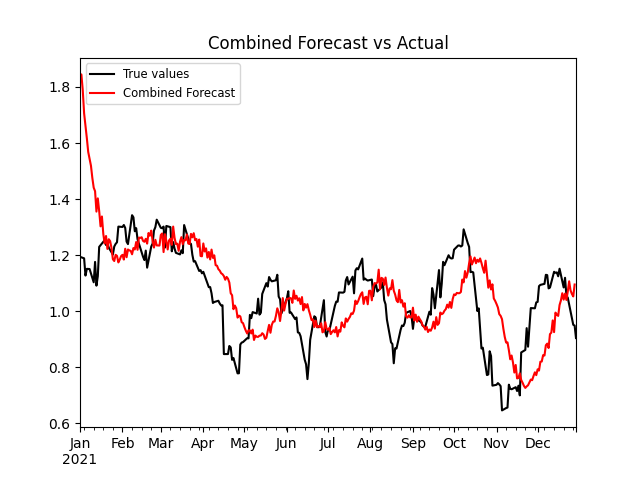 Combined Forecast vs Actual
True values
Combined Forecast
1.8
1.6
1.4
1.2
1.0
0.8
0.6
Jan Feb Mar Apr May Jun Jul Aug Sep Oct Nov Dec
2021